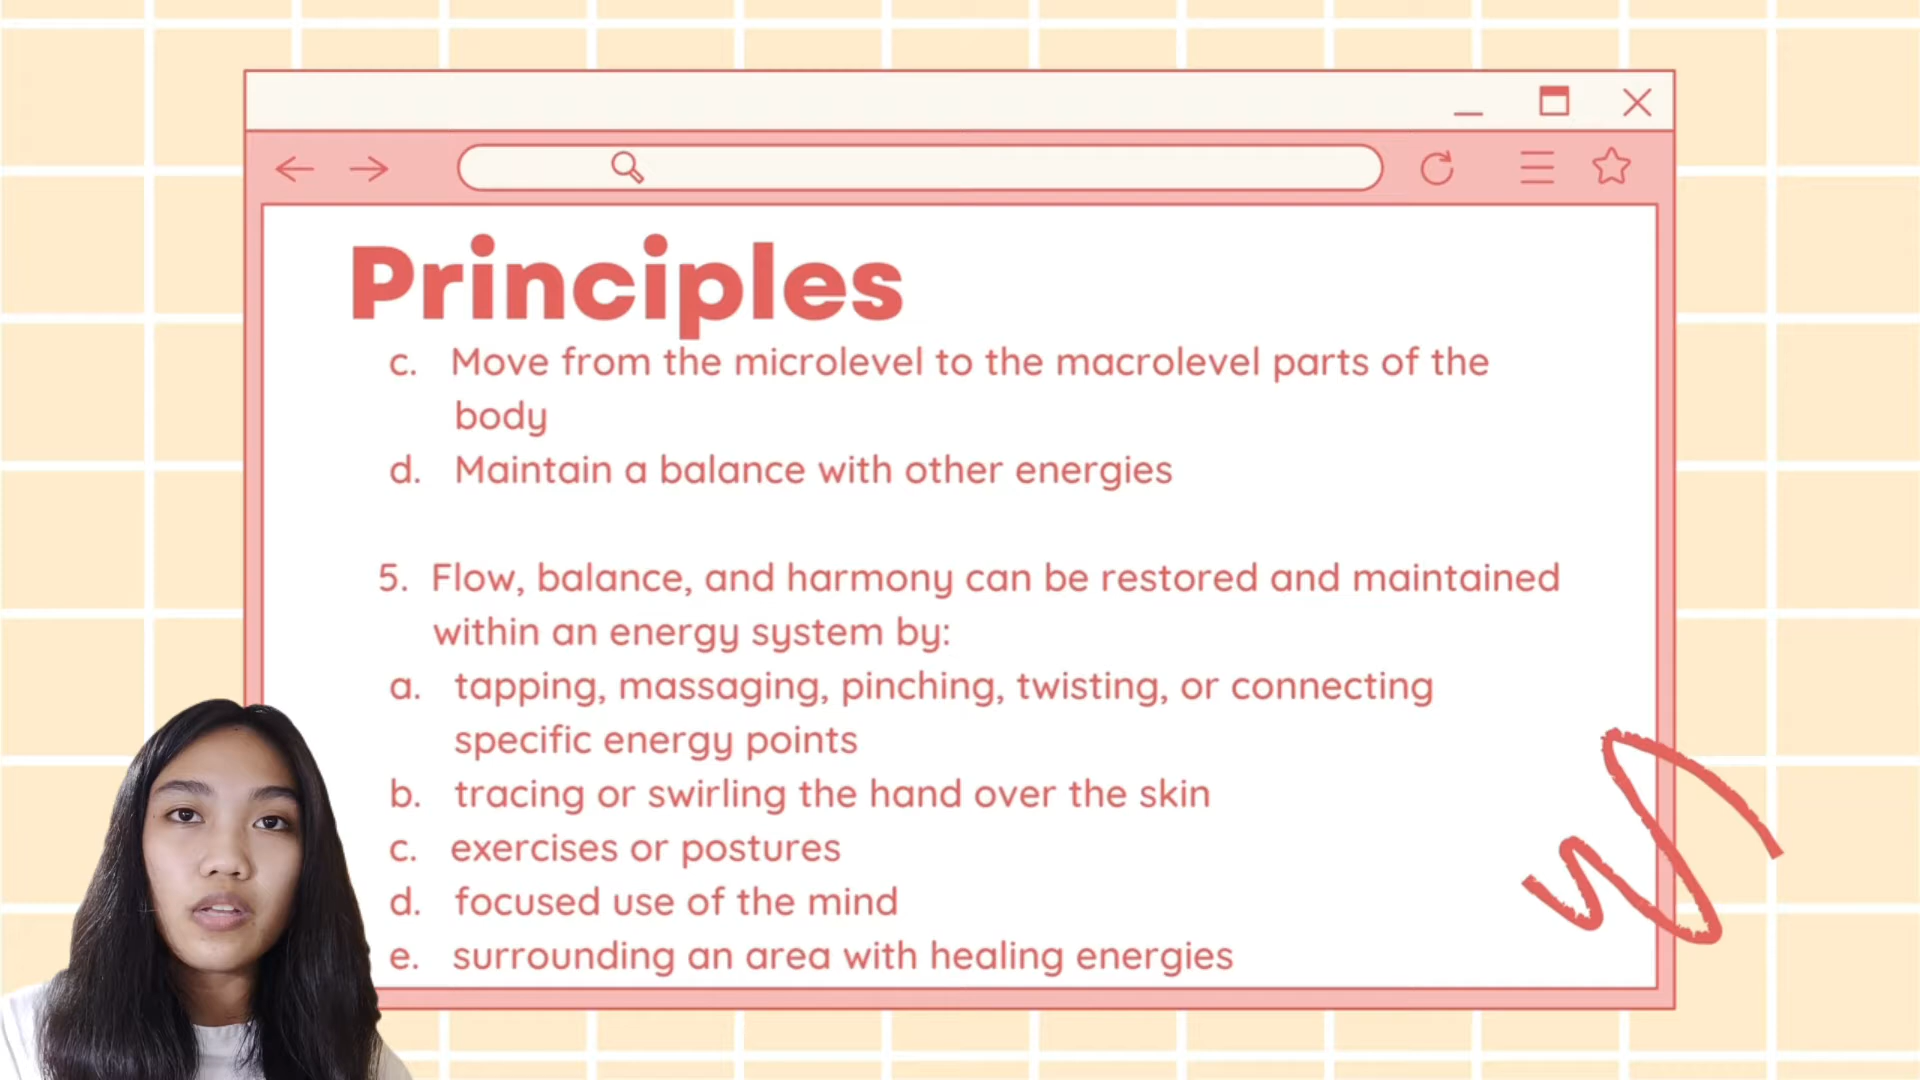 Principles
c. Move from the microlevel to the macrolevel parts of the
body
d. Maintain a balance with other energies
5. Flow, balance, and harmony can be restored and maintained
within an energy system by:
a. tapping, massaging, pinching, twisting, or connecting
specific energy points
b. tracing or swirling the hand over the skin
c. exercises or postures
d. focused use of the mind
e. surrounding an area with healing energies